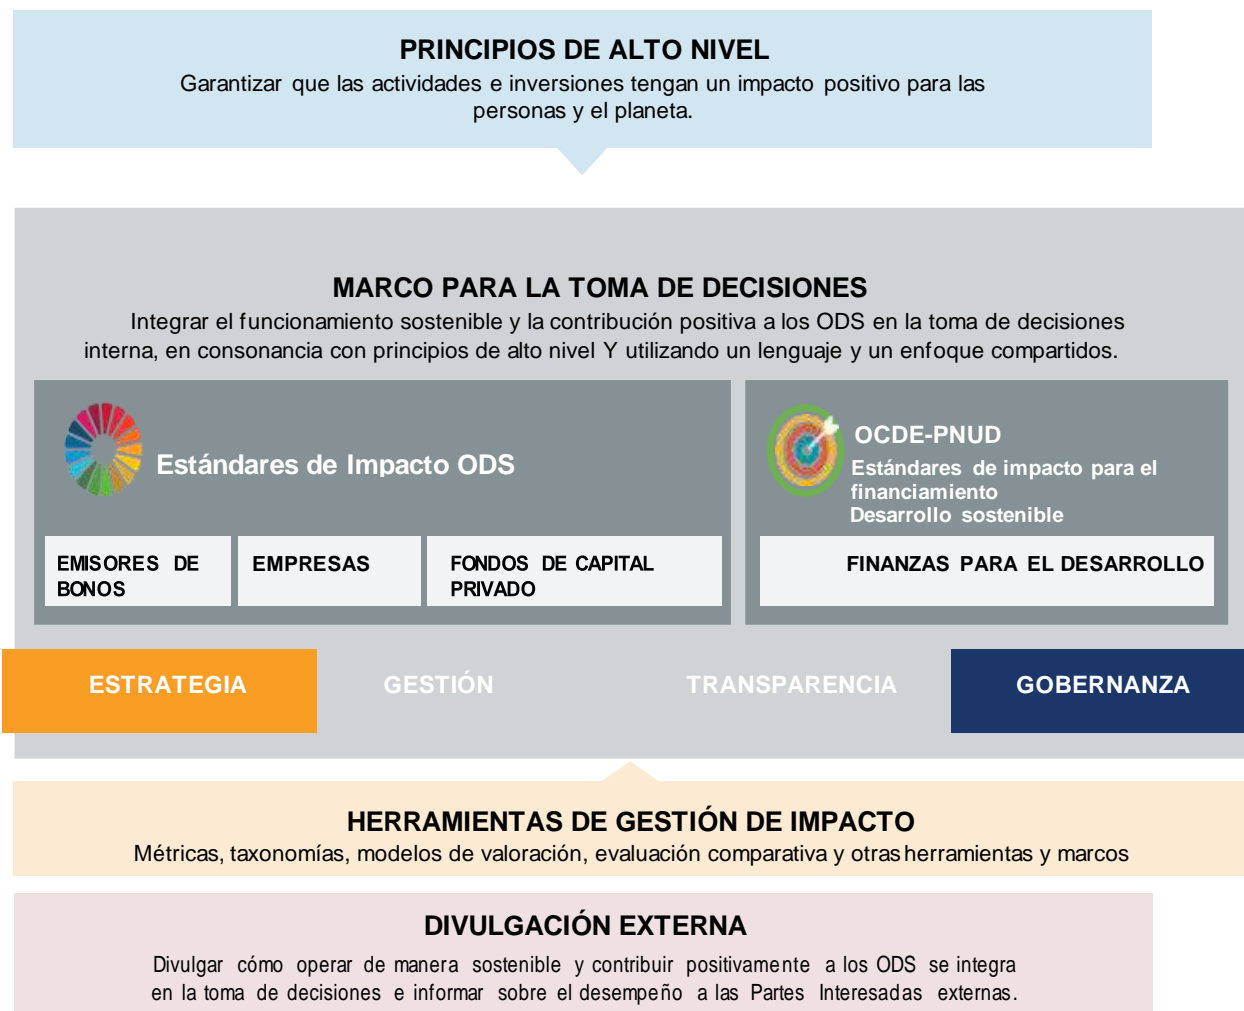 PRINCIPIOS DE ALTO NIVEL
Garantizar que las actividades e inversiones tengan un impacto positivo para las
personas y el planeta.
MARCO PARA LA TOMA DE DECISIONES
Integrar el funcionamiento sostenible y la contribución positiva a los ODS en la toma de decisiones
interna, en consonancia con principios de alto nivel Y utilizando un lenguaje y un enfoque compartidos.
Estándares de Impacto ODS
EMISORES DE
BONOS
EMPRESAS
FONDOS DE CAPITAL
PRIVADO
OCDE-PNUD
Estándares de impacto para el
financiamiento
Desarrollo sostenible
FINANZAS PARA EL DESARROLLO
ESTRATEGIA
GESTIÓN
TRANSPARENCIA
GOBERNANZA
HERRAMIENTAS DE GESTIÓN DE IMPACTO
Métricas, taxonomías, modelos de valoración, evaluación comparativa y otras herramientas y marcos
DIVULGACIÓN EXTERNA
Divulgar cómo operar de manera sostenible y contribuir positivamente a los ODS se integra
en la toma de decisiones e informar sobre el desempeño a las Partes Interesadas externas.